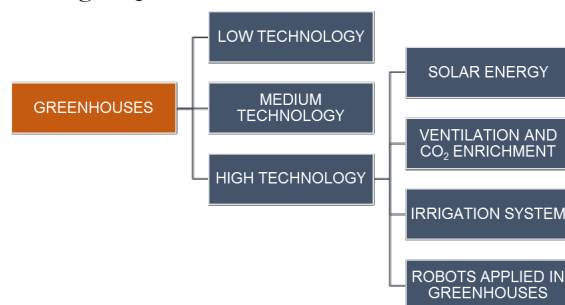 LOW TECHNOLOGY
SOLAR ENERGY
GREENHOUSES
MEDIUM
TECHNOLOGY
VENTILATION AND
CO₂ ENRICHMENT
HIGH TECHNOLOGY
IRRIGATION SYSTEM
ROBOTS APPLIED IN
GREENHOUSES